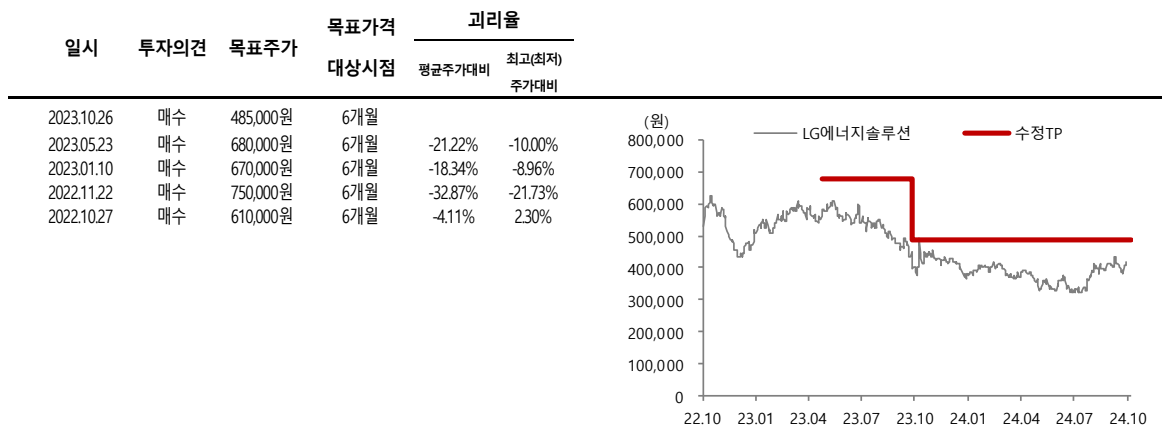 일시 투자의견 목표주가 목표가격 대상시점 괴리율
평균주가대비 최고(최저) 주가대비
2023.10.26 매수 485,000원 6개월
2023.05.23 매수 680,000원 6개월 -21.22% -10.00%
2023.01.10 매수 670,000원 6개월 -18.34% -8.96%
2022.11.22 매수 750,000원 6개월 -32.87% -21.73%
2022.10.27 매수 610,000원 6개월 -4.11% 2.30%
(원)
LG에너지솔루션 수정TP
800,000
700,000
600,000
500,000
400,000
300,000
200,000
100,000
0
22.10 23.01 23.04 23.07 23.10 24.01 24.04 24.07 24.10